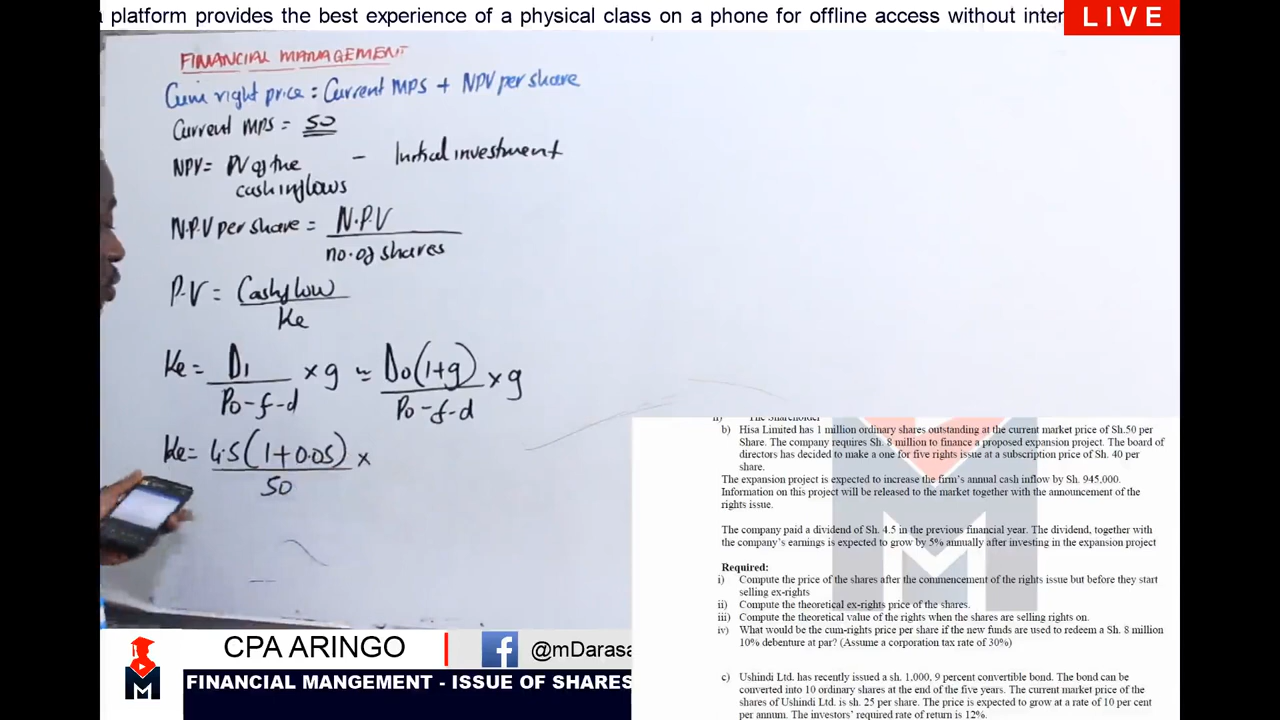 a platform provides the best experience of a physical class on a phone for offline access without inter
LIVE
FINANCIAL MANAGEMENT
Cum right price: Current MPS + NPV per share
Current MPS = 50
NPV = PV of the cash inflows - Initial investment
N.P.V per share = N.P.V
no. of shares
P.V = Cashflow
Ke
Ke = D1 × g ≈ D0(1+g) × g
P0-f-d P0-f-d
Ke = 4.5(1+0.05) ×
50
ii) The Shareholder
b) Hisa Limited has 1 million ordinary shares outstanding at the current market price of Sh.50 per
Share. The company requires Sh. 8 million to finance a proposed expansion project. The board of
directors has decided to make a one for five rights issue at a subscription price of Sh. 40 per
share.
The expansion project is expected to increase the firm's annual cash inflow by Sh. 945,000.
Information on this project will be released to the market together with the announcement of the
rights issue.
The company paid a dividend of Sh. 4.5 in the previous financial year. The dividend, together with
the company's earnings is expected to grow by 5% annually after investing in the expansion project
Required:
i) Compute the price of the shares after the commencement of the rights issue but before they start
selling ex-rights
ii) Compute the theoretical ex-rights price of the shares.
iii) Compute the theoretical value of the rights when the shares are selling rights on.
iv) What would be the cum-rights price per share if the new funds are used to redeem a Sh. 8 million
10% debenture at par? (Assume a corporation tax rate of 30%)
c) Ushindi Ltd. has recently issued a sh. 1,000, 9 percent convertible bond. The bond can be
converted into 10 ordinary shares at the end of the five years. The current market price of the
shares of Ushindi Ltd. is sh. 25 per share. The price is expected to grow at a rate of 10 per cent
per annum. The investors' required rate of return is 12%.
CPA ARINGO
@mDarasa
FINANCIAL MANGEMENT - ISSUE OF SHARES